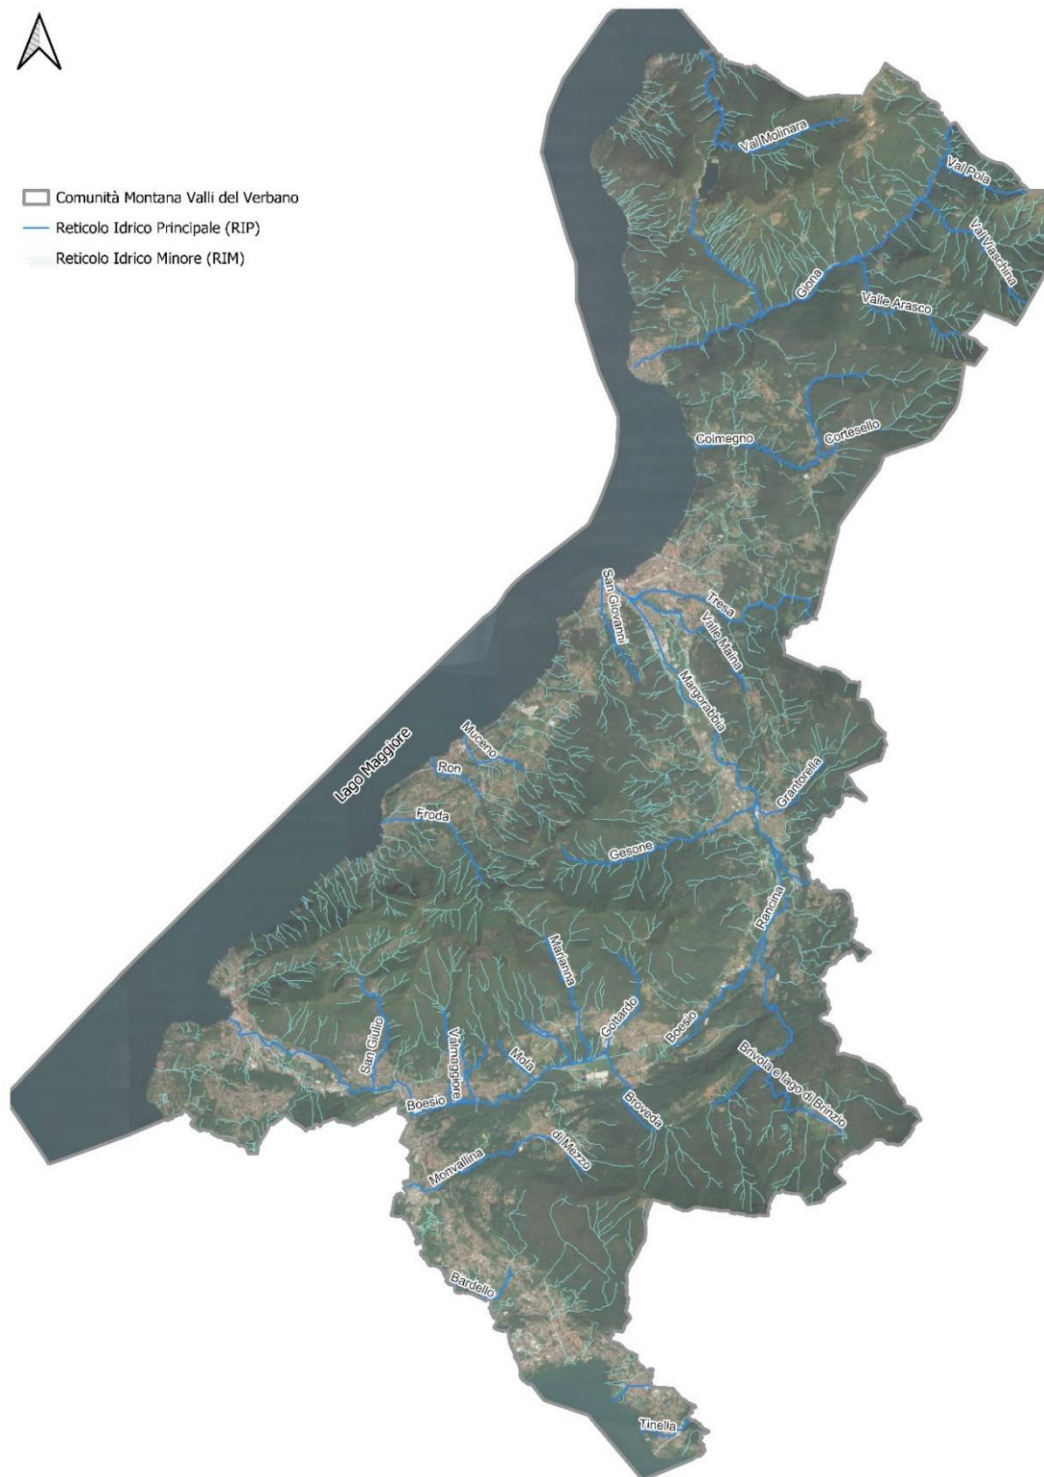 Comunità Montana Valli del Verbano
Reticolo Idrico Principale (RIP)
Reticolo Idrico Minore (RIM)
Val Molinara
Val Pola
Val Viaschina
Giona
Valle Arasco
Colmegno
Cortesello
San Giovanni
Tresa
Valle Malna
Margorabbia
Muceno
Ron
Lago Maggiore
Froda
Grantorella
Gesone
Rancina
Marianna
Gottardo
Boesio
San Giulio
Valmaggiore
Mola
Boesio
Broveda
Brivola e lago di Brinzio
Monvallina
di Mezzo
Bardello
Tinella